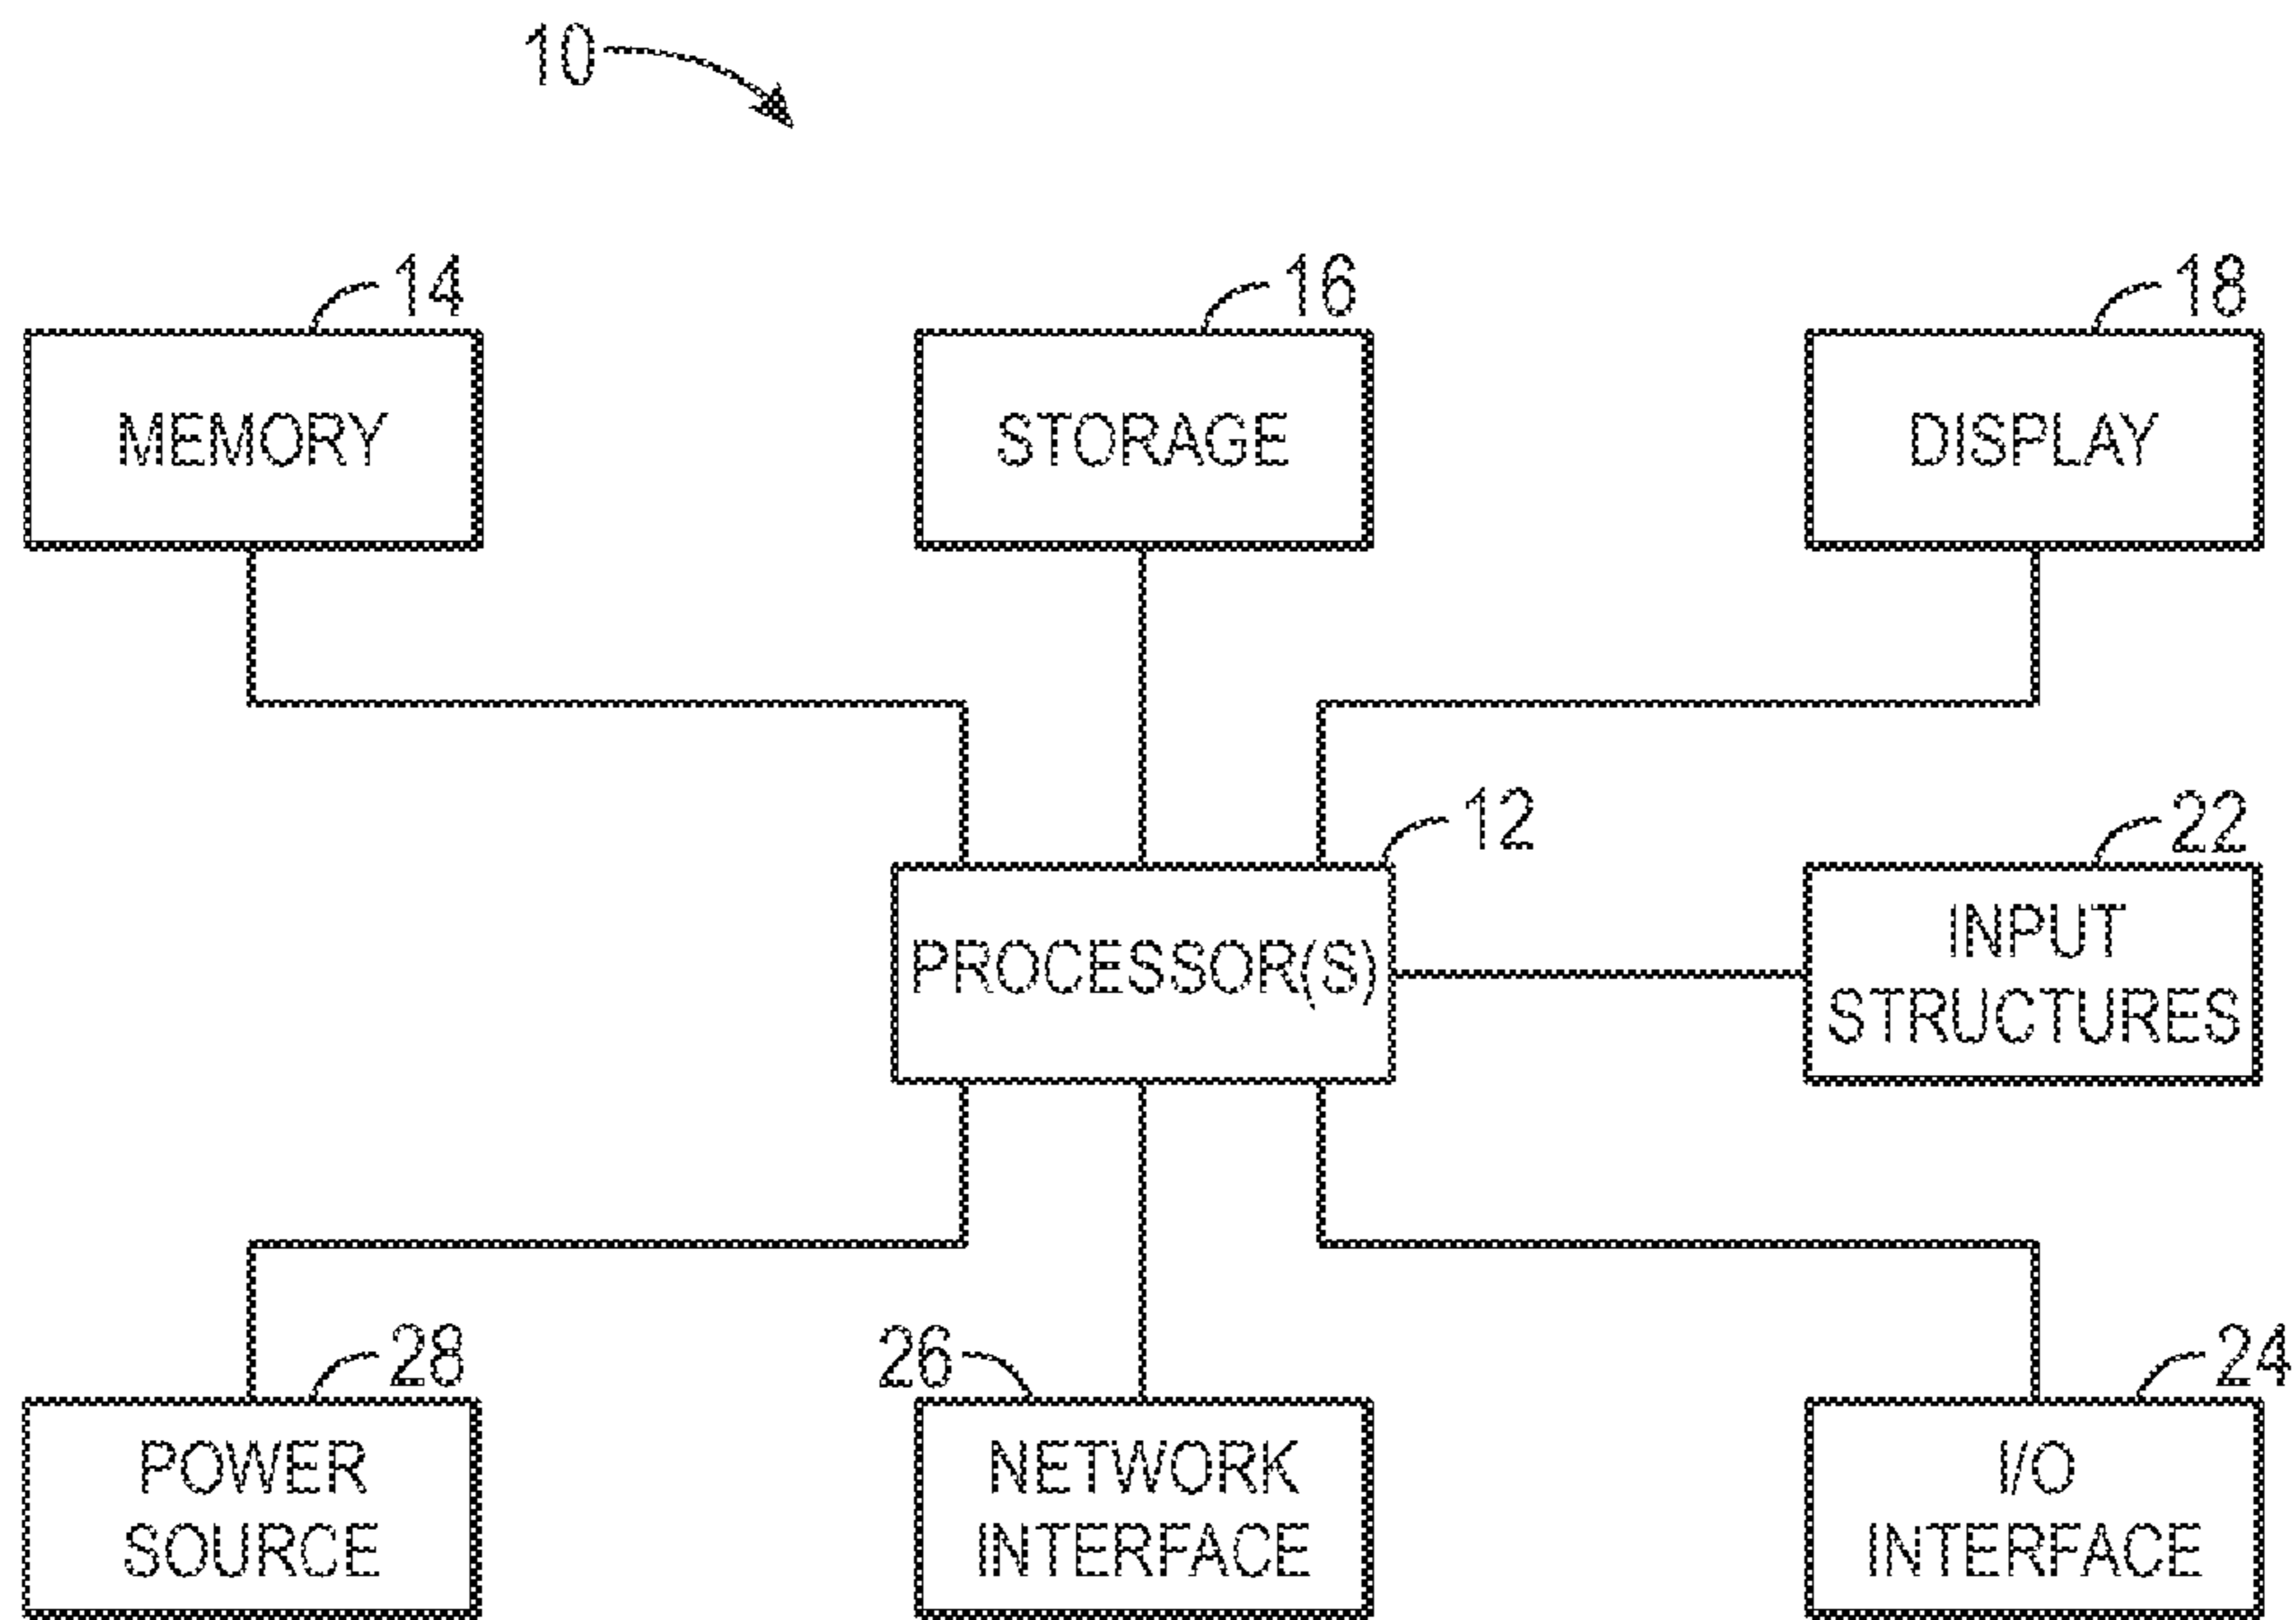 10
14
16
18
MEMORY
STORAGE
DISPLAY
12
22
PROCESSOR(S)
INPUT
STRUCTURES
28
26
24
POWER
SOURCE
NETWORK
INTERFACE
I/O
INTERFACE